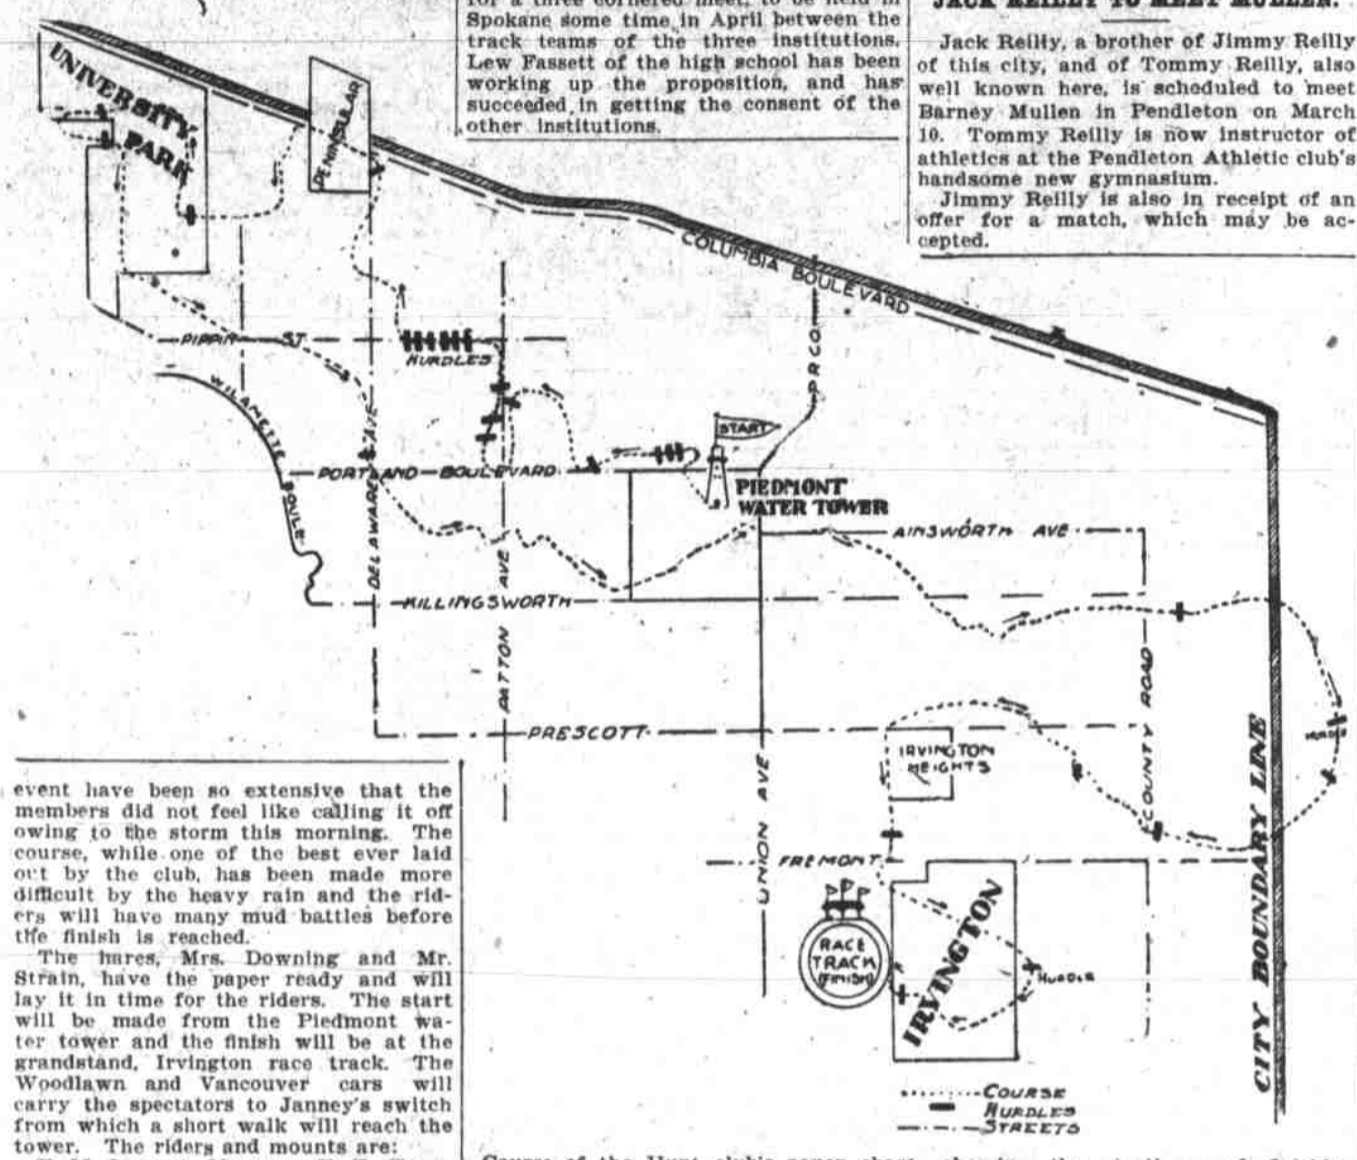 for a three cornered meet, to be held in
Spokane some time in April between the
track teams of the three institutions.
Lew Fassett of the high school has been
working up the proposition, and has
succeeded in getting the consent of the
other institutions.
JACK REILLY TO MEET MULLEN.
Jack Reilly, a brother of Jimmy Reilly
of this city, and of Tommy Reilly, also
well known here, is scheduled to meet
Barney Mullen in Pendleton on March
10. Tommy Reilly is now instructor of
athletics at the Pendleton Athletic club's
handsome new gymnasium.
Jimmy Reilly is also in receipt of an
offer for a match, which may be ac-
cepted.
UNIVERSITY
PARK
PENINSULAR
COLUMBIA BOULEVARD
PIPPIN ST
HURDLES
P R CO.
WILAMETTE BOULE.
START
PORTLAND BOULEVARD
PIEDMONT
WATER TOWER
DELAWARE AVE
AINSWORTH AVE
PATTON AVE
KILLINGSWORTH
PRESCOTT
IRVINGTON
HEIGHTS
COUNTY ROAD
HURDLE
CITY BOUNDARY LINE
UNION AVE
FREMONT
RACE
TRACK
(FINISH)
IRVINGTON
HURDLE
COURSE
HURDLES
STREETS
event have been so extensive that the
members did not feel like calling it off
owing to the storm this morning. The
course, while one of the best ever laid
out by the club, has been made more
difficult by the heavy rain and the rid-
ers will have many mud battles before
the finish is reached.
The hares, Mrs. Downing and Mr.
Strain, have the paper ready and will
lay it in time for the riders. The start
will be made from the Piedmont wa-
ter tower and the finish will be at the
grandstand, Irvington race track. The
Woodlawn and Vancouver cars will
carry the spectators to Janney's switch
from which a short walk will reach the
tower. The riders and mounts are: